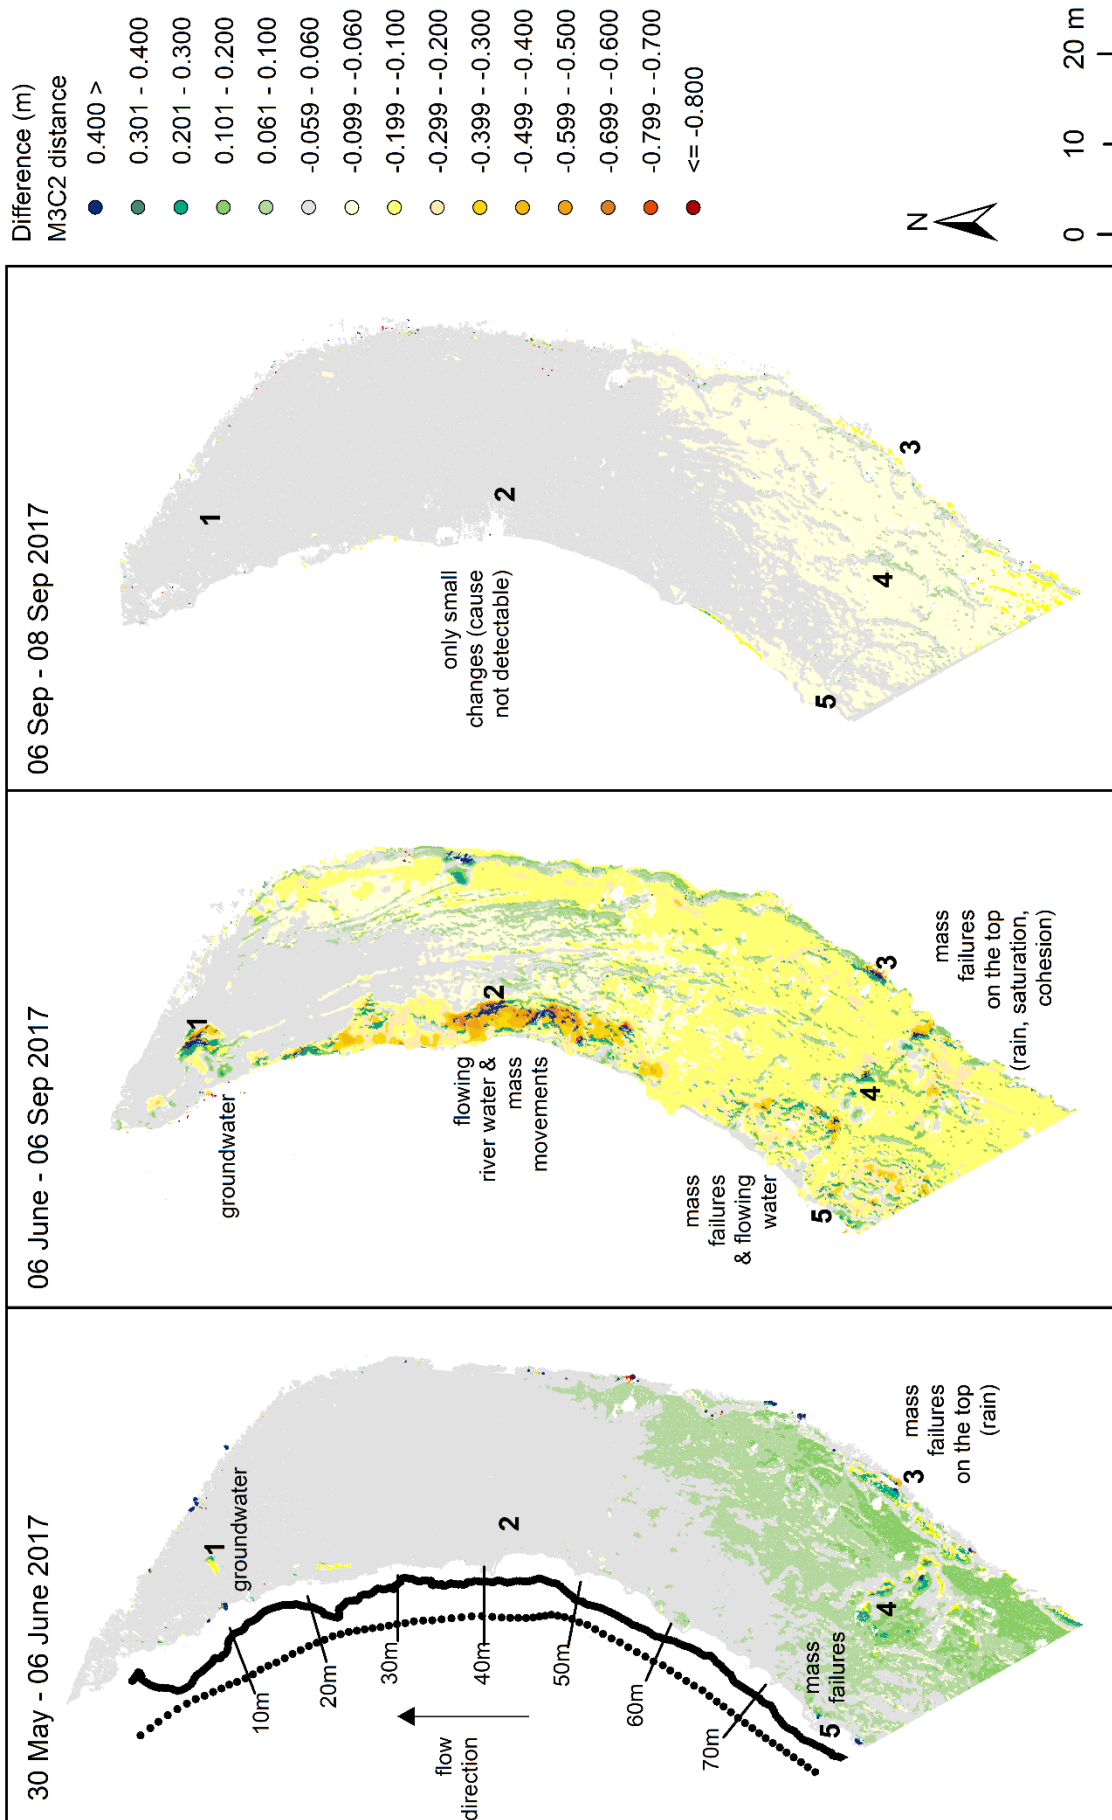 30 May - 06 June 2017
1
groundwater
2
3
mass
failures
on the top
(rain)
4
mass
failures
5
10m
20m
30m
40m
50m
60m
70m
flow
direction
06 June - 06 Sep 2017
1
groundwater
2
flowing
river water &
mass
movements
3
mass
failures
on the top
(rain, saturation,
cohesion)
4
mass
failures
& flowing
water
5
06 Sep - 08 Sep 2017
1
2
only small
changes (cause
not detectable)
3
4
5
Difference (m)
M3C2 distance
0.400 >
0.301 - 0.400
0.201 - 0.300
0.101 - 0.200
0.061 - 0.100
-0.059 - 0.060
-0.099 - -0.060
-0.199 - -0.100
-0.299 - -0.200
-0.399 - -0.300
-0.499 - -0.400
-0.599 - -0.500
-0.699 - -0.600
-0.799 - -0.700
<= -0.800
N
0 10 20 m